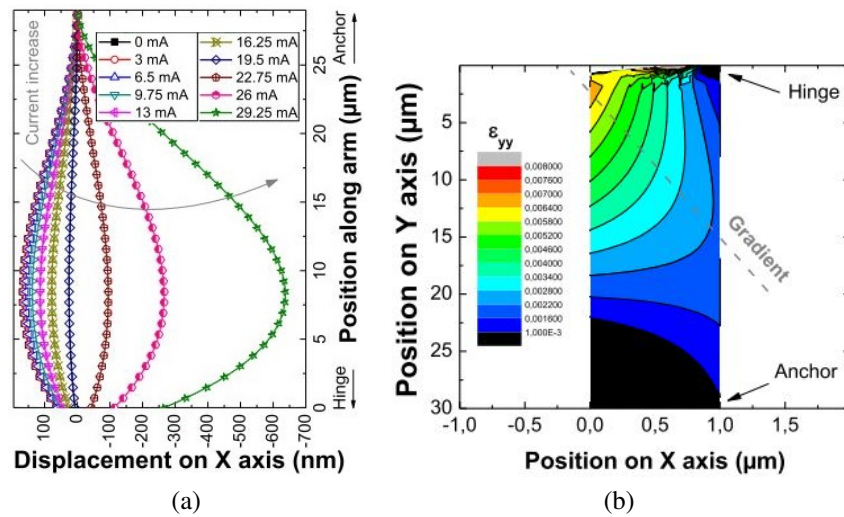 0 mA
3 mA
6.5 mA
9.75 mA
13 mA
16.25 mA
19.5 mA
22.75 mA
26 mA
29.25 mA
Current increase
Anchor
Hinge
25
20
15
10
5
0
Position along arm (µm)
100
0
-100
-200
-300
-400
-500
-600
-700
Displacement on X axis (nm)
(a)
5
10
15
20
25
30
Position on Y axis (µm)
εyy
0,008000
0,007600
0,007000
0,006400
0,005800
0,005200
0,004600
0,004000
0,003400
0,002800
0,002200
0,001600
1,000E-3
Hinge
Gradient
Anchor
-1,0
-0,5
0,0
0,5
1,0
1,5
Position on X axis (µm)
(b)